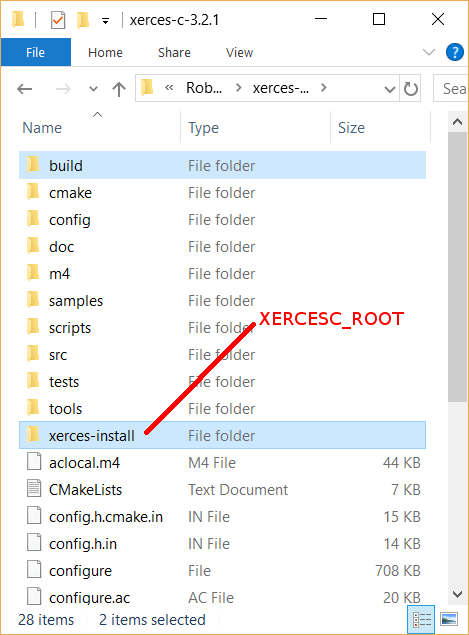 xerces-c-3.2.1
File Home Share View ?
« Rob... > xerces-... > Sea
Name Type Size
build File folder
cmake File folder
config File folder
doc File folder
m4 File folder
samples File folder
scripts File folder
XERCESC_ROOT
src File folder
tests File folder
tools File folder
xerces-install File folder
aclocal.m4 M4 File 44 KB
CMakeLists Text Document 7 KB
config.h.cmake.in IN File 15 KB
config.h.in IN File 14 KB
configure File 708 KB
configure.ac AC File 20 KB
28 items 2 items selected